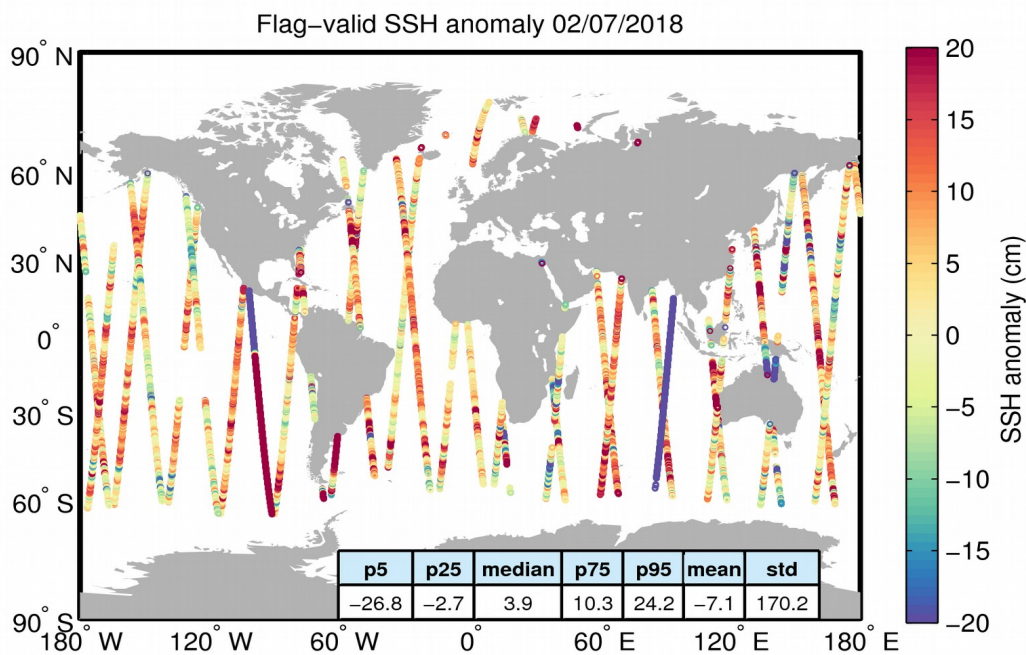 Flag−valid SSH anomaly 02/07/2018
90° N
60° N
30° N
0°
30° S
60° S
90° S
180° W
120° W
60° W
0°
60° E
120° E
180° E
p5 p25 median p75 p95 mean std
−26.8 −2.7 3.9 10.3 24.2 −7.1 170.2
20
15
10
5
0
−5
−10
−15
−20
SSH anomaly (cm)